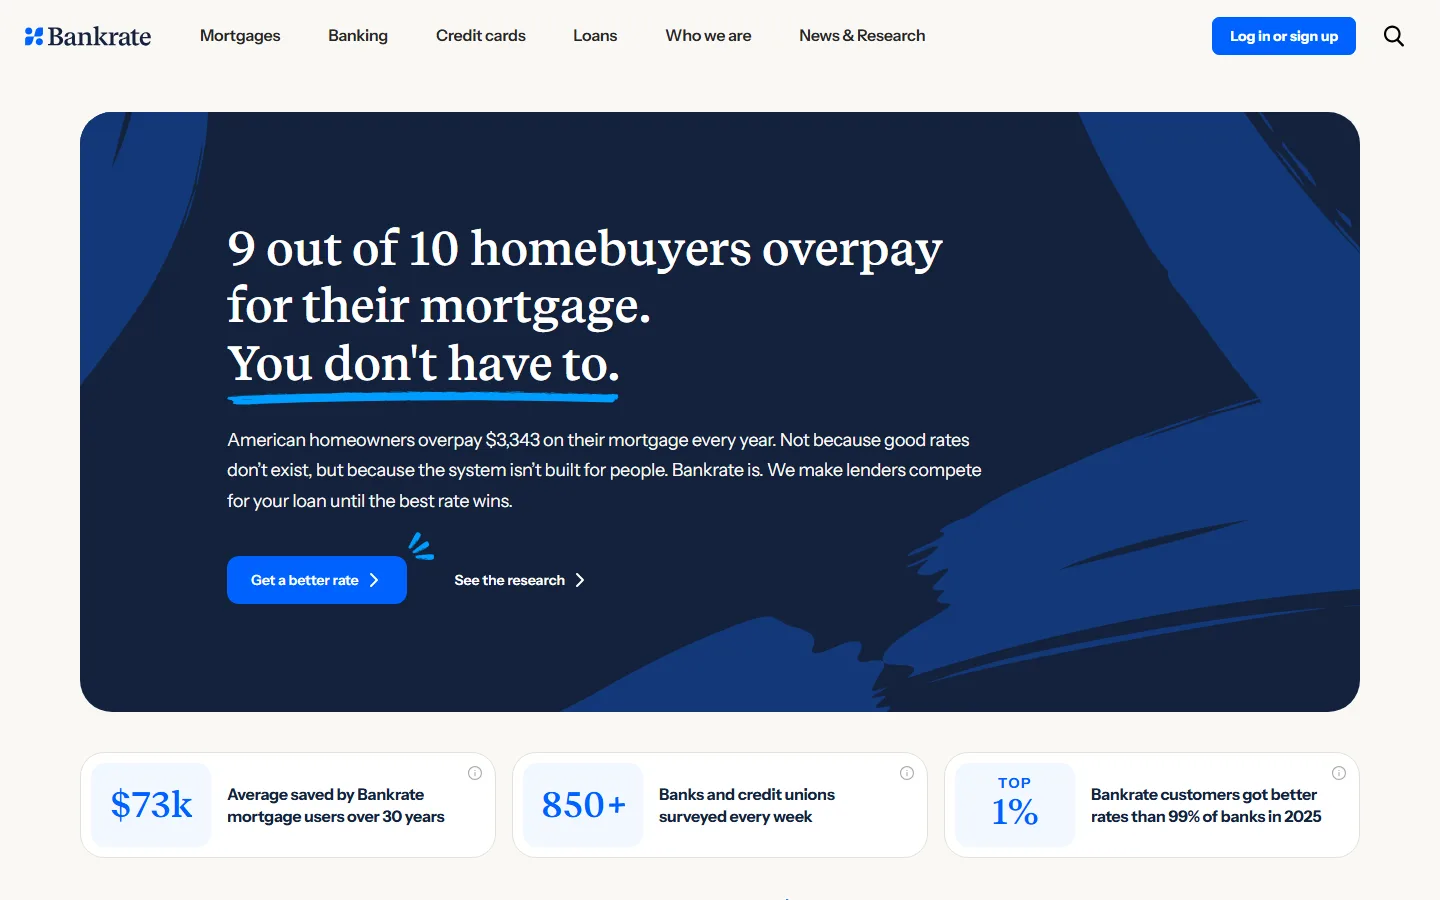 Bankrate
Mortgages
Banking
Credit cards
Loans
Who we are
News & Research
Log in or sign up
9 out of 10 homebuyers overpay
for their mortgage.
You don't have to.
American homeowners overpay $3,343 on their mortgage every year. Not because good rates
don’t exist, but because the system isn’t built for people. Bankrate is. We make lenders compete
for your loan until the best rate wins.
Get a better rate
See the research
$73k
Average saved by Bankrate
mortgage users over 30 years
850+
Banks and credit unions
surveyed every week
TOP
1%
Bankrate customers got better
rates than 99% of banks in 2025